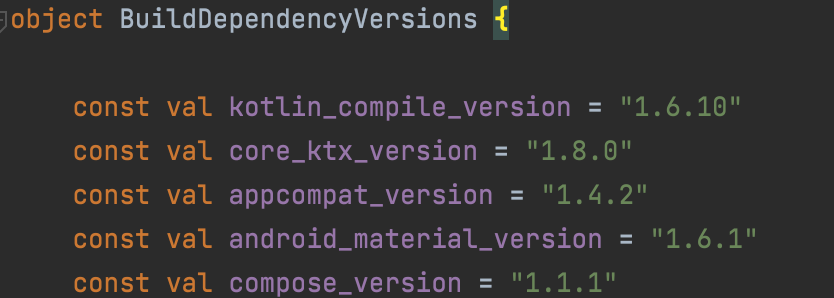 object BuildDependencyVersions {
const val kotlin_compile_version = "1.6.10"
const val core_ktx_version = "1.8.0"
const val appcompat_version = "1.4.2"
const val android_material_version = "1.6.1"
const val compose_version = "1.1.1"